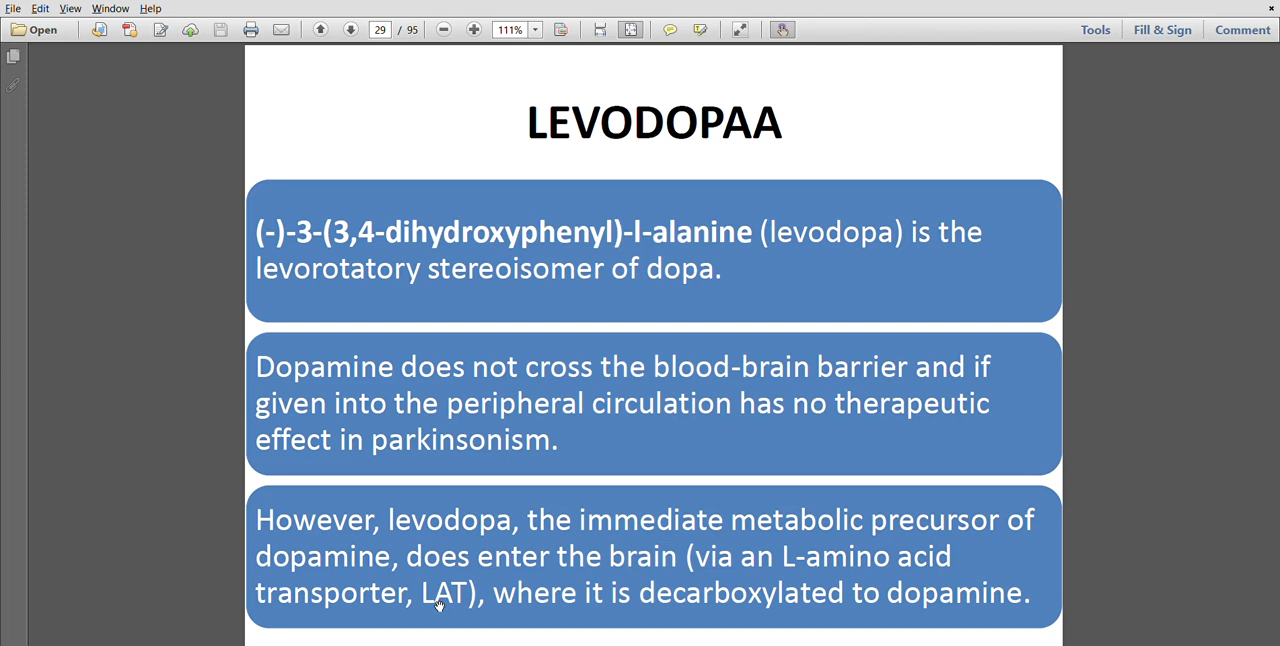 File Edit View Window Help
Open 29 / 95 111% Tools Fill & Sign Comment
LEVODOPAA
(-)-3-(3,4-dihydroxyphenyl)-l-alanine (levodopa) is the
levorotatory stereoisomer of dopa.
Dopamine does not cross the blood-brain barrier and if
given into the peripheral circulation has no therapeutic
effect in parkinsonism.
However, levodopa, the immediate metabolic precursor of
dopamine, does enter the brain (via an L-amino acid
transporter, LAT), where it is decarboxylated to dopamine.